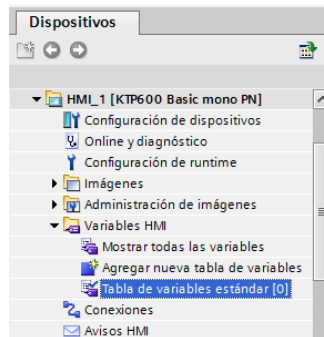 Dispositivos
HMI_1 [KTP600 Basic mono PN]
Configuración de dispositivos
Online y diagnóstico
Configuración de runtime
Imágenes
Administración de imágenes
Variables HMI
Mostrar todas las variables
Agregar nueva tabla de variables
Tabla de variables estándar [0]
Conexiones
Avisos HMI